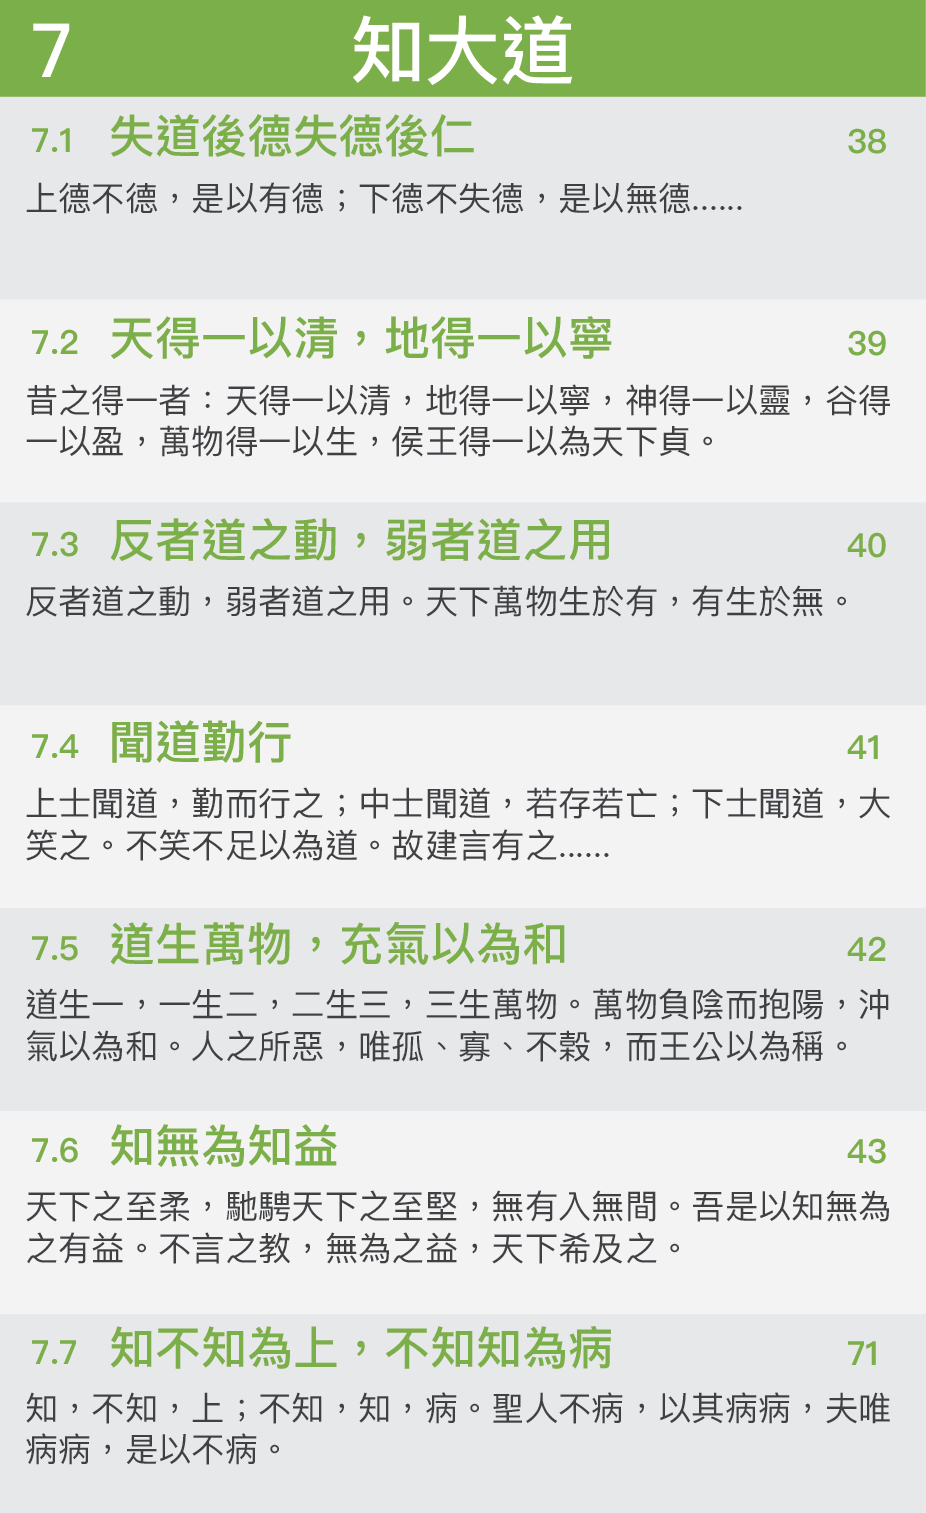 7 知大道
7.1 失道後德失德後仁 38
上德不德，是以有德；下德不失德，是以無德......
7.2 天得一以清，地得一以寧 39
昔之得一者：天得一以清，地得一以寧，神得一以靈，谷得
一以盈，萬物得一以生，侯王得一以為天下貞。
7.3 反者道之動，弱者道之用 40
反者道之動，弱者道之用。天下萬物生於有，有生於無。
7.4 聞道勤行 41
上士聞道，勤而行之；中士聞道，若存若亡；下士聞道，大
笑之。不笑不足以為道。故建言有之......
7.5 道生萬物，充氣以為和 42
道生一，一生二，二生三，三生萬物。萬物負陰而抱陽，沖
氣以為和。人之所惡，唯孤、寡、不穀，而王公以為稱。
7.6 知無為知益 43
天下之至柔，馳騁天下之至堅，無有入無間。吾是以知無為
之有益。不言之教，無為之益，天下希及之。
7.7 知不知為上，不知知為病 71
知，不知，上；不知，知，病。聖人不病，以其病病，夫唯
病病，是以不病。